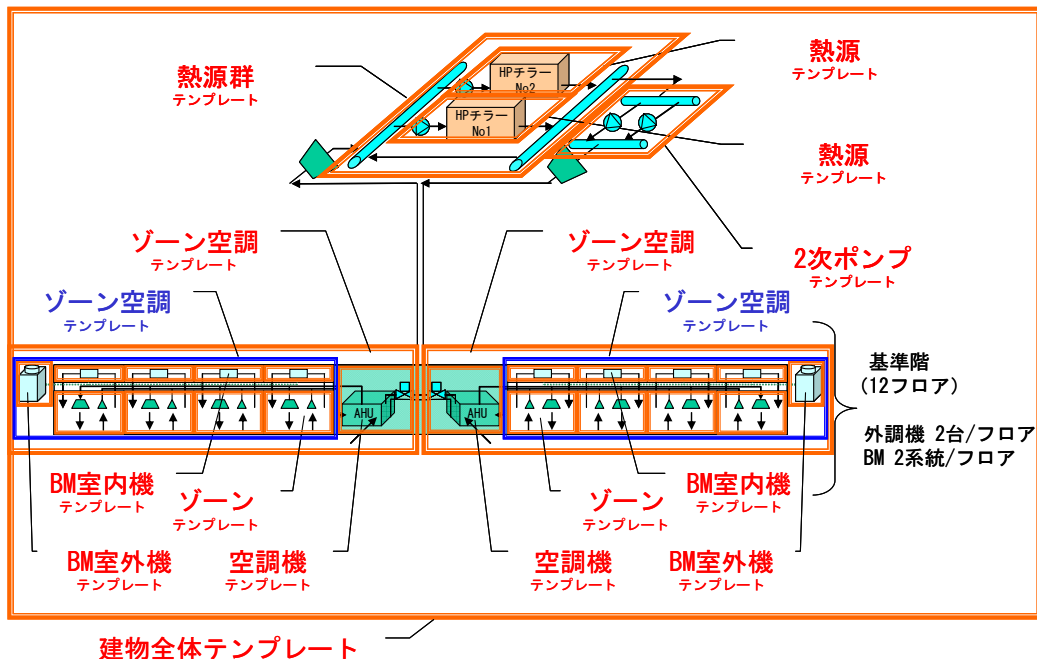 熱源群
テンプレート
HPチラー
No2
HPチラー
No1
熱源
テンプレート
熱源
テンプレート
2次ポンプ
テンプレート
ゾーン空調
テンプレート
ゾーン空調
テンプレート
ゾーン空調
テンプレート
ゾーン空調
テンプレート
AHU
AHU
基準階
(12フロア)
外調機 2台/フロア
BM 2系統/フロア
BM室内機
テンプレート
ゾーン
テンプレート
ゾーン
テンプレート
BM室内機
テンプレート
BM室外機
テンプレート
空調機
テンプレート
空調機
テンプレート
BM室外機
テンプレート
建物全体テンプレート